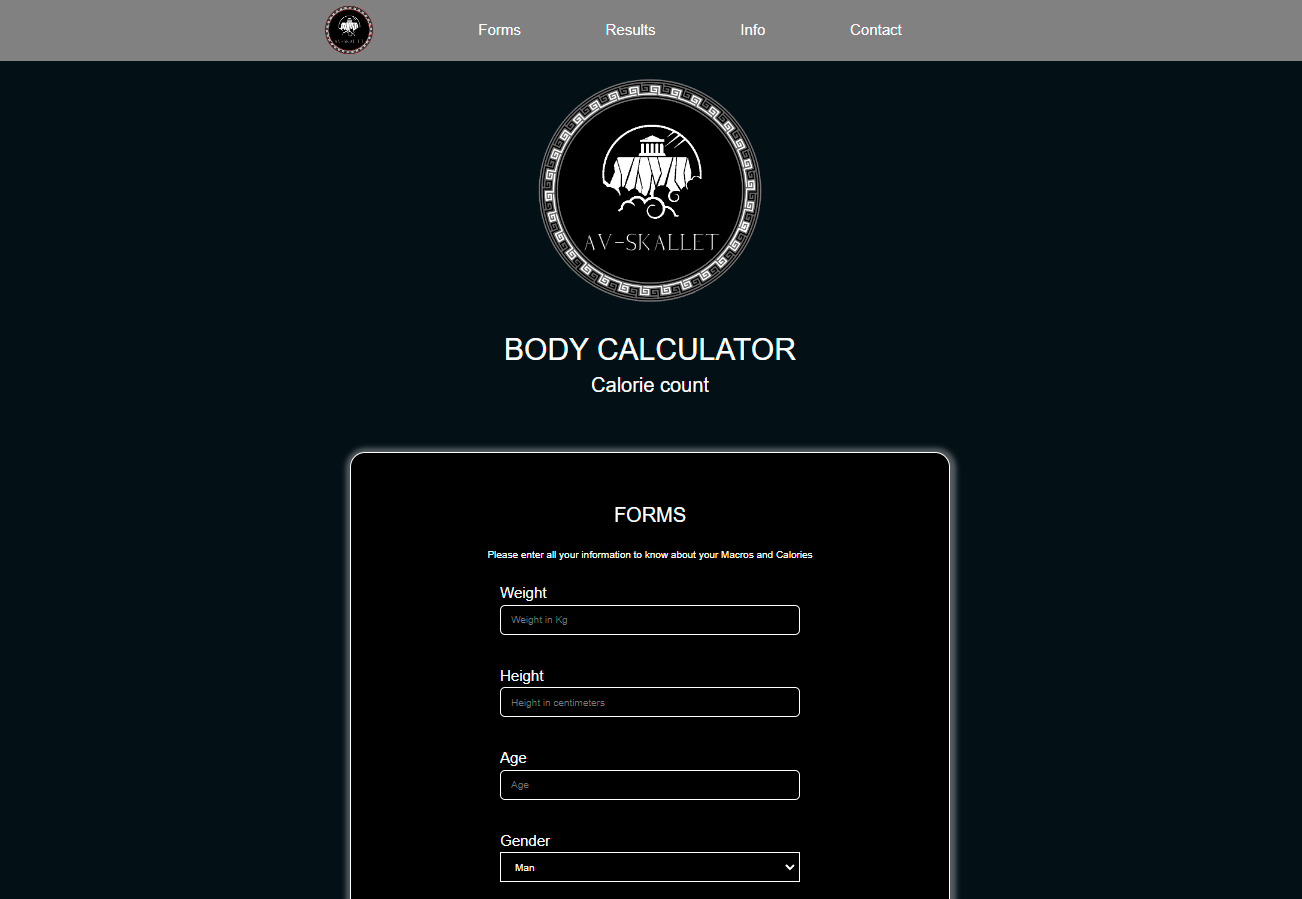 Forms Results Info Contact
AV-SKALLET
BODY CALCULATOR
Calorie count
FORMS
Please enter all your information to know about your Macros and Calories
Weight
Weight in Kg
Height
Height in centimeters
Age
Age
Gender
Man